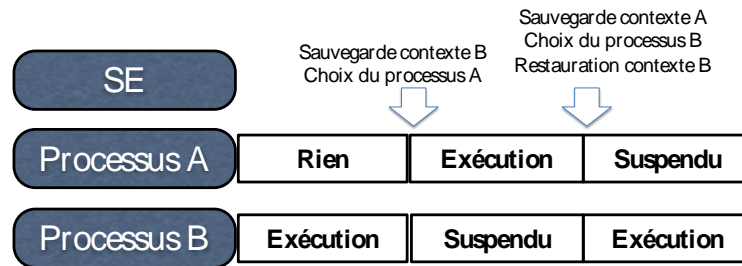 Sauvegarde contexte A
Choix du processus B
Restauration contexte B
Sauvegarde contexte B
Choix du processus A
SE
Processus A
Rien
Exécution
Suspendu
Processus B
Exécution
Suspendu
Exécution